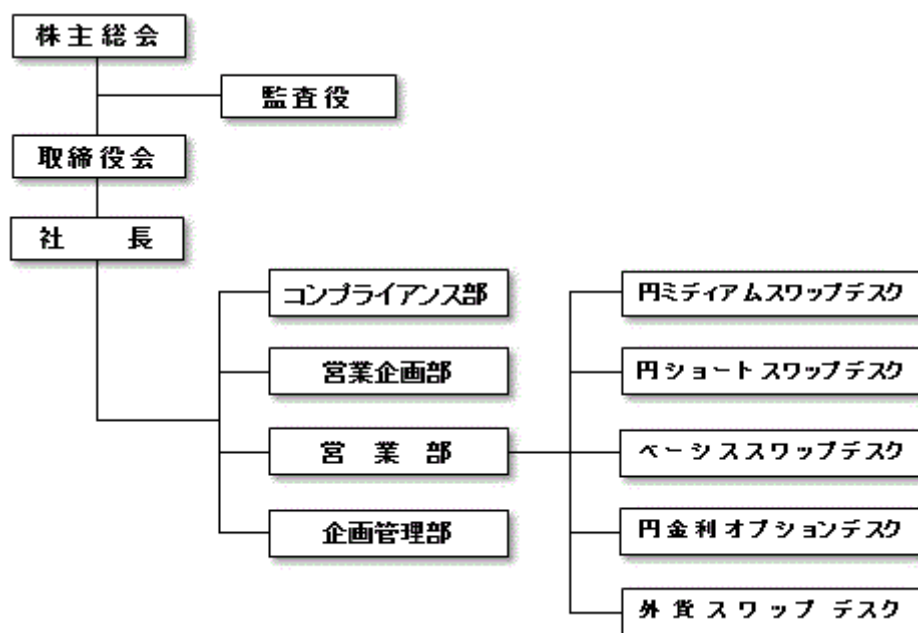 株主総会
監査役
取締役会
社長
コンプライアンス部
営業企画部
営業部
企画管理部
円ミディアムスワップデスク
円ショートスワップデスク
ベーシススワップデスク
円金利オプションデスク
外貨スワップデスク